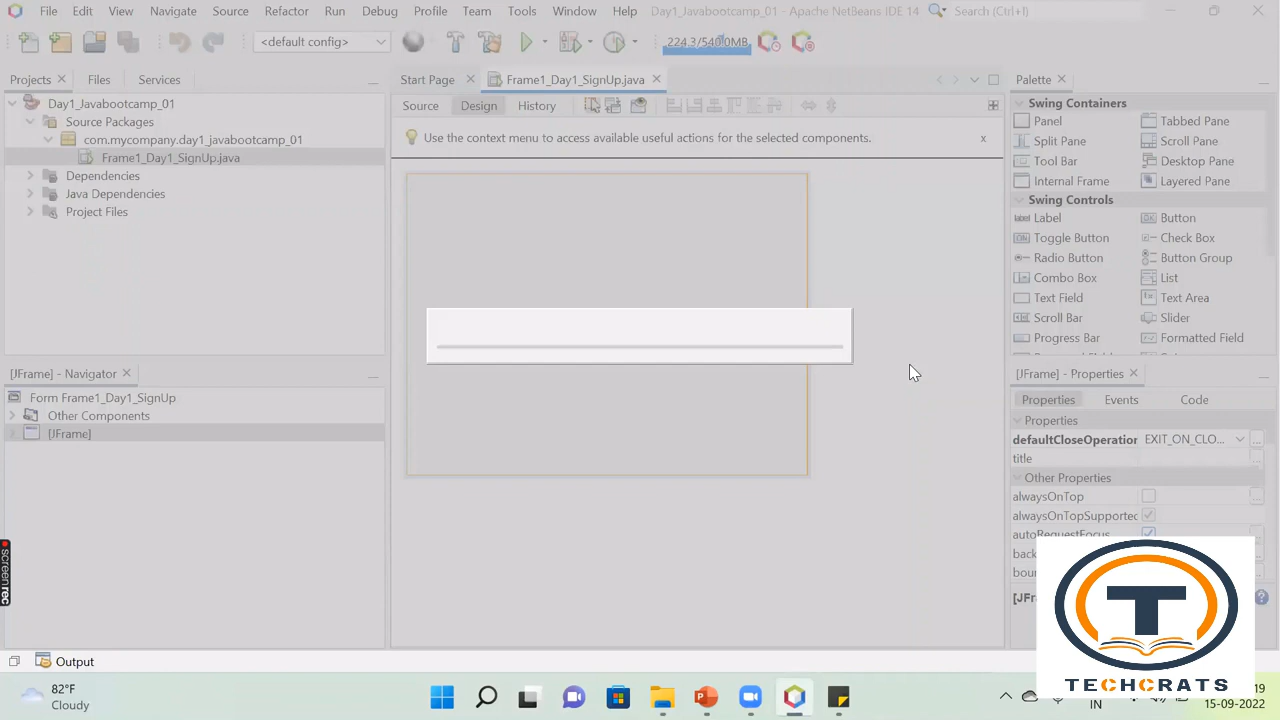 File Edit View Navigate Source Refactor Run Debug Profile Team Tools Window Help Day1_Javabootcamp_01 - Apache NetBeans IDE 14 Search (Ctrl+I)
<default config> 224.3/540.0MB
Projects Files Services
Start Page Frame1_Day1_SignUp.java
Palette
Source Design History
Use the context menu to access available useful actions for the selected components. x
Day1_Javabootcamp_01
Source Packages
com.mycompany.day1_javabootcamp_01
Frame1_Day1_SignUp.java
Dependencies
Java Dependencies
Project Files
Swing Containers
Panel Tabbed Pane
Split Pane Scroll Pane
Tool Bar Desktop Pane
Internal Frame Layered Pane
Swing Controls
Label Button
Toggle Button Check Box
Radio Button Button Group
Combo Box List
Text Field Text Area
Scroll Bar Slider
Progress Bar Formatted Field
[JFrame] - Navigator
Form Frame1_Day1_SignUp
Other Components
[JFrame]
[JFrame] - Properties
Properties Events Code
Properties
defaultCloseOperation EXIT_ON_CLO... ...
title ...
Other Properties
alwaysOnTop ...
alwaysOnTopSupported
autoRequestFocus
back
boun
[JFra
Output
screenrec
82°F
Cloudy
IN
19
15-09-2022
T
TECHCRATS